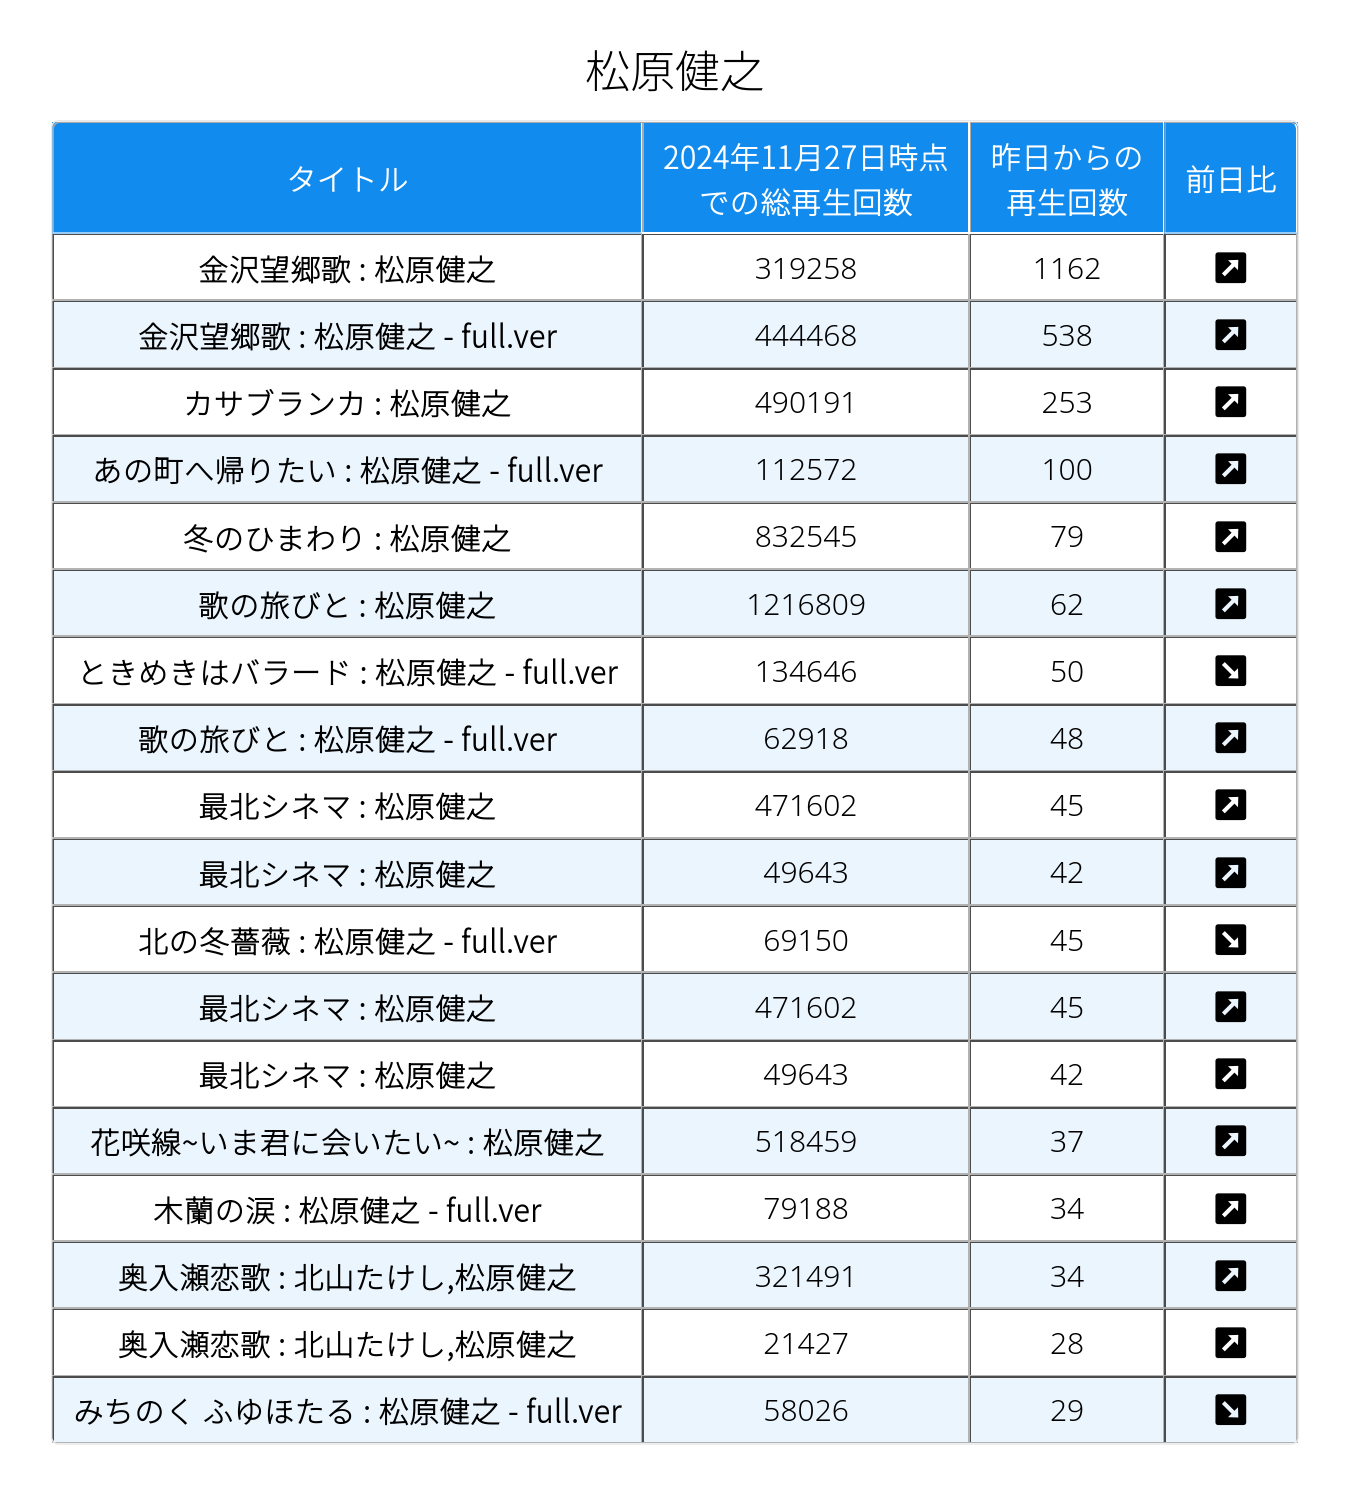 松原健之
タイトル
2024年11月27日時点
での総再生回数
昨日からの
再生回数
前日比
金沢望郷歌 : 松原健之 319258 1162
金沢望郷歌 : 松原健之 - full.ver 444468 538
カサブランカ : 松原健之 490191 253
あの町へ帰りたい : 松原健之 - full.ver 112572 100
冬のひまわり : 松原健之 832545 79
歌の旅びと : 松原健之 1216809 62
ときめきはバラード : 松原健之 - full.ver 134646 50
歌の旅びと : 松原健之 - full.ver 62918 48
最北シネマ : 松原健之 471602 45
最北シネマ : 松原健之 49643 42
北の冬薔薇 : 松原健之 - full.ver 69150 45
最北シネマ : 松原健之 471602 45
最北シネマ : 松原健之 49643 42
花咲線~いま君に会いたい~ : 松原健之 518459 37
木蘭の涙 : 松原健之 - full.ver 79188 34
奥入瀬恋歌 : 北山たけし,松原健之 321491 34
奥入瀬恋歌 : 北山たけし,松原健之 21427 28
みちのく ふゆほたる : 松原健之 - full.ver 58026 29